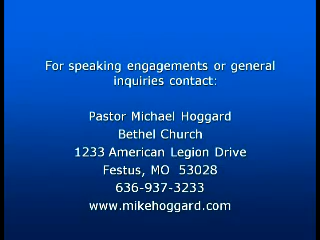 For speaking engagements or general
inquiries contact:
Pastor Michael Hoggard
Bethel Church
1233 American Legion Drive
Festus, MO  53028
636-937-3233
www.mikehoggard.com